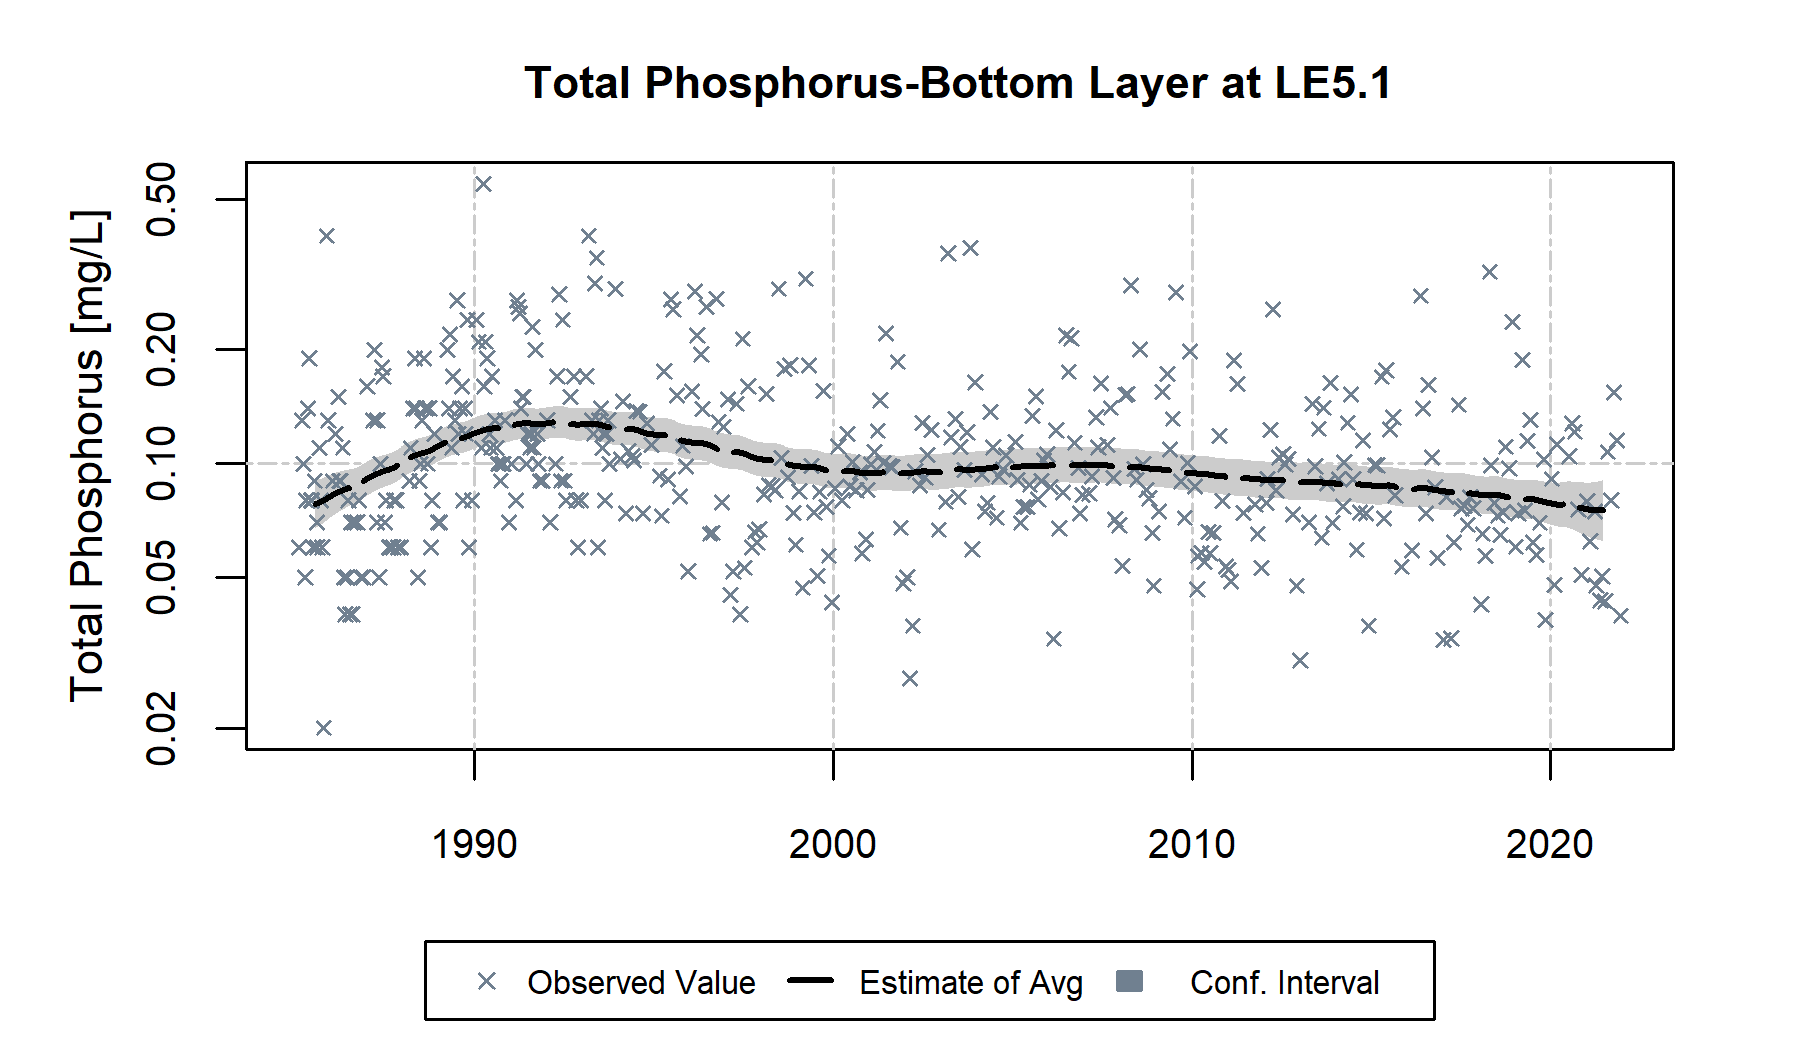 Total Phosphorus-Bottom Layer at LE5.1
Total Phosphorus [mg/L]
0.50
0.20
0.10
0.05
0.02
1990 2000 2010 2020
Observed Value Estimate of Avg Conf. Interval